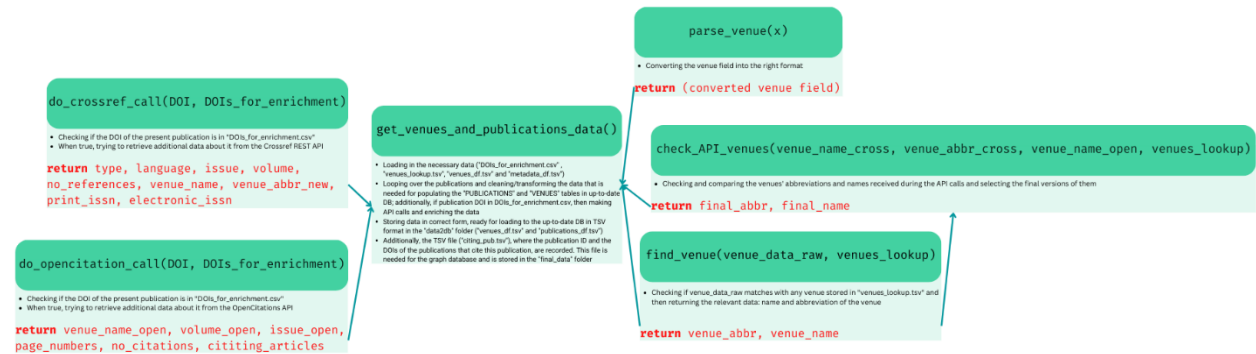 parse_venue(x)
• Converting the venue field into the right format
return (converted venue field)
do_crossref_call(DOI, DOIs_for_enrichment)
• Checking if the DOI of the present publication is in "DOIs_for_enrichment.csv"
• When true, trying to retrieve additional data about it from the Crossref REST API
return type, language, issue, volume,
no_references, venue_name, venue_abbr_new,
print_issn, electronic_issn
do_opencitation_call(DOI, DOIs_for_enrichment)
• Checking if the DOI of the present publication is in "DOIs_for_enrichment.csv"
• When true, trying to retrieve additional data about it from the OpenCitations API
return venue_name_open, volume_open, issue_open,
page_numbers, no_citations, cititing_articles
get_venues_and_publications_data()
• Loading in the necessary data ("DOIs_for_enrichment.csv" ,
"venues_lookup.tsv", "venues_df.tsv" and "metadata_df.tsv")
• Looping over the publications and cleaning/transforming the data that is
needed for populating the "PUBLICATIONS" and "VENUES" tables in up-to-date
DB; additionally, if publication DOI in DOIs_for_enrichment.csv, then making
API calls and enriching the data
• Storing data in correct form, ready for loading to the up-to-date DB in TSV
format in the "data2db" folder ("venues_df.tsv" and "publications_df.tsv")
• Additionally, the TSV file ("citing_pub.tsv"), where the publication ID and
the DOIs of the publications that cite this publication, are recorded. This file is
needed for the graph database and is stored in the "final_data" folder
check_API_venues(venue_name_cross, venue_abbr_cross, venue_name_open, venues_lookup)
• Checking and comparing the venues' abbreviations and names received during the API calls and selecting the final versions of them
return final_abbr, final_name
find_venue(venue_data_raw, venues_lookup)
• Checking if venue_data_raw matches with any venue stored in "venues_lookup.tsv" and
then returning the relevant data: name and abbreviation of the venue
return venue_abbr, venue_name